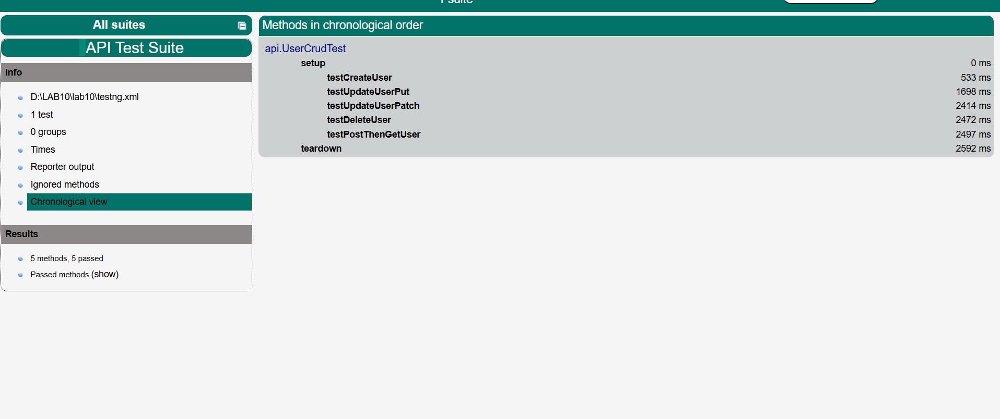 1 suite
All suites
API Test Suite
Info
D:\LAB10\lab10\testng.xml
1 test
0 groups
Times
Reporter output
Ignored methods
Chronological view
Results
5 methods, 5 passed
Passed methods (show)
Methods in chronological order
api.UserCrudTest
setup 0 ms
testCreateUser 533 ms
testUpdateUserPut 1698 ms
testUpdateUserPatch 2414 ms
testDeleteUser 2472 ms
testPostThenGetUser 2497 ms
teardown 2592 ms